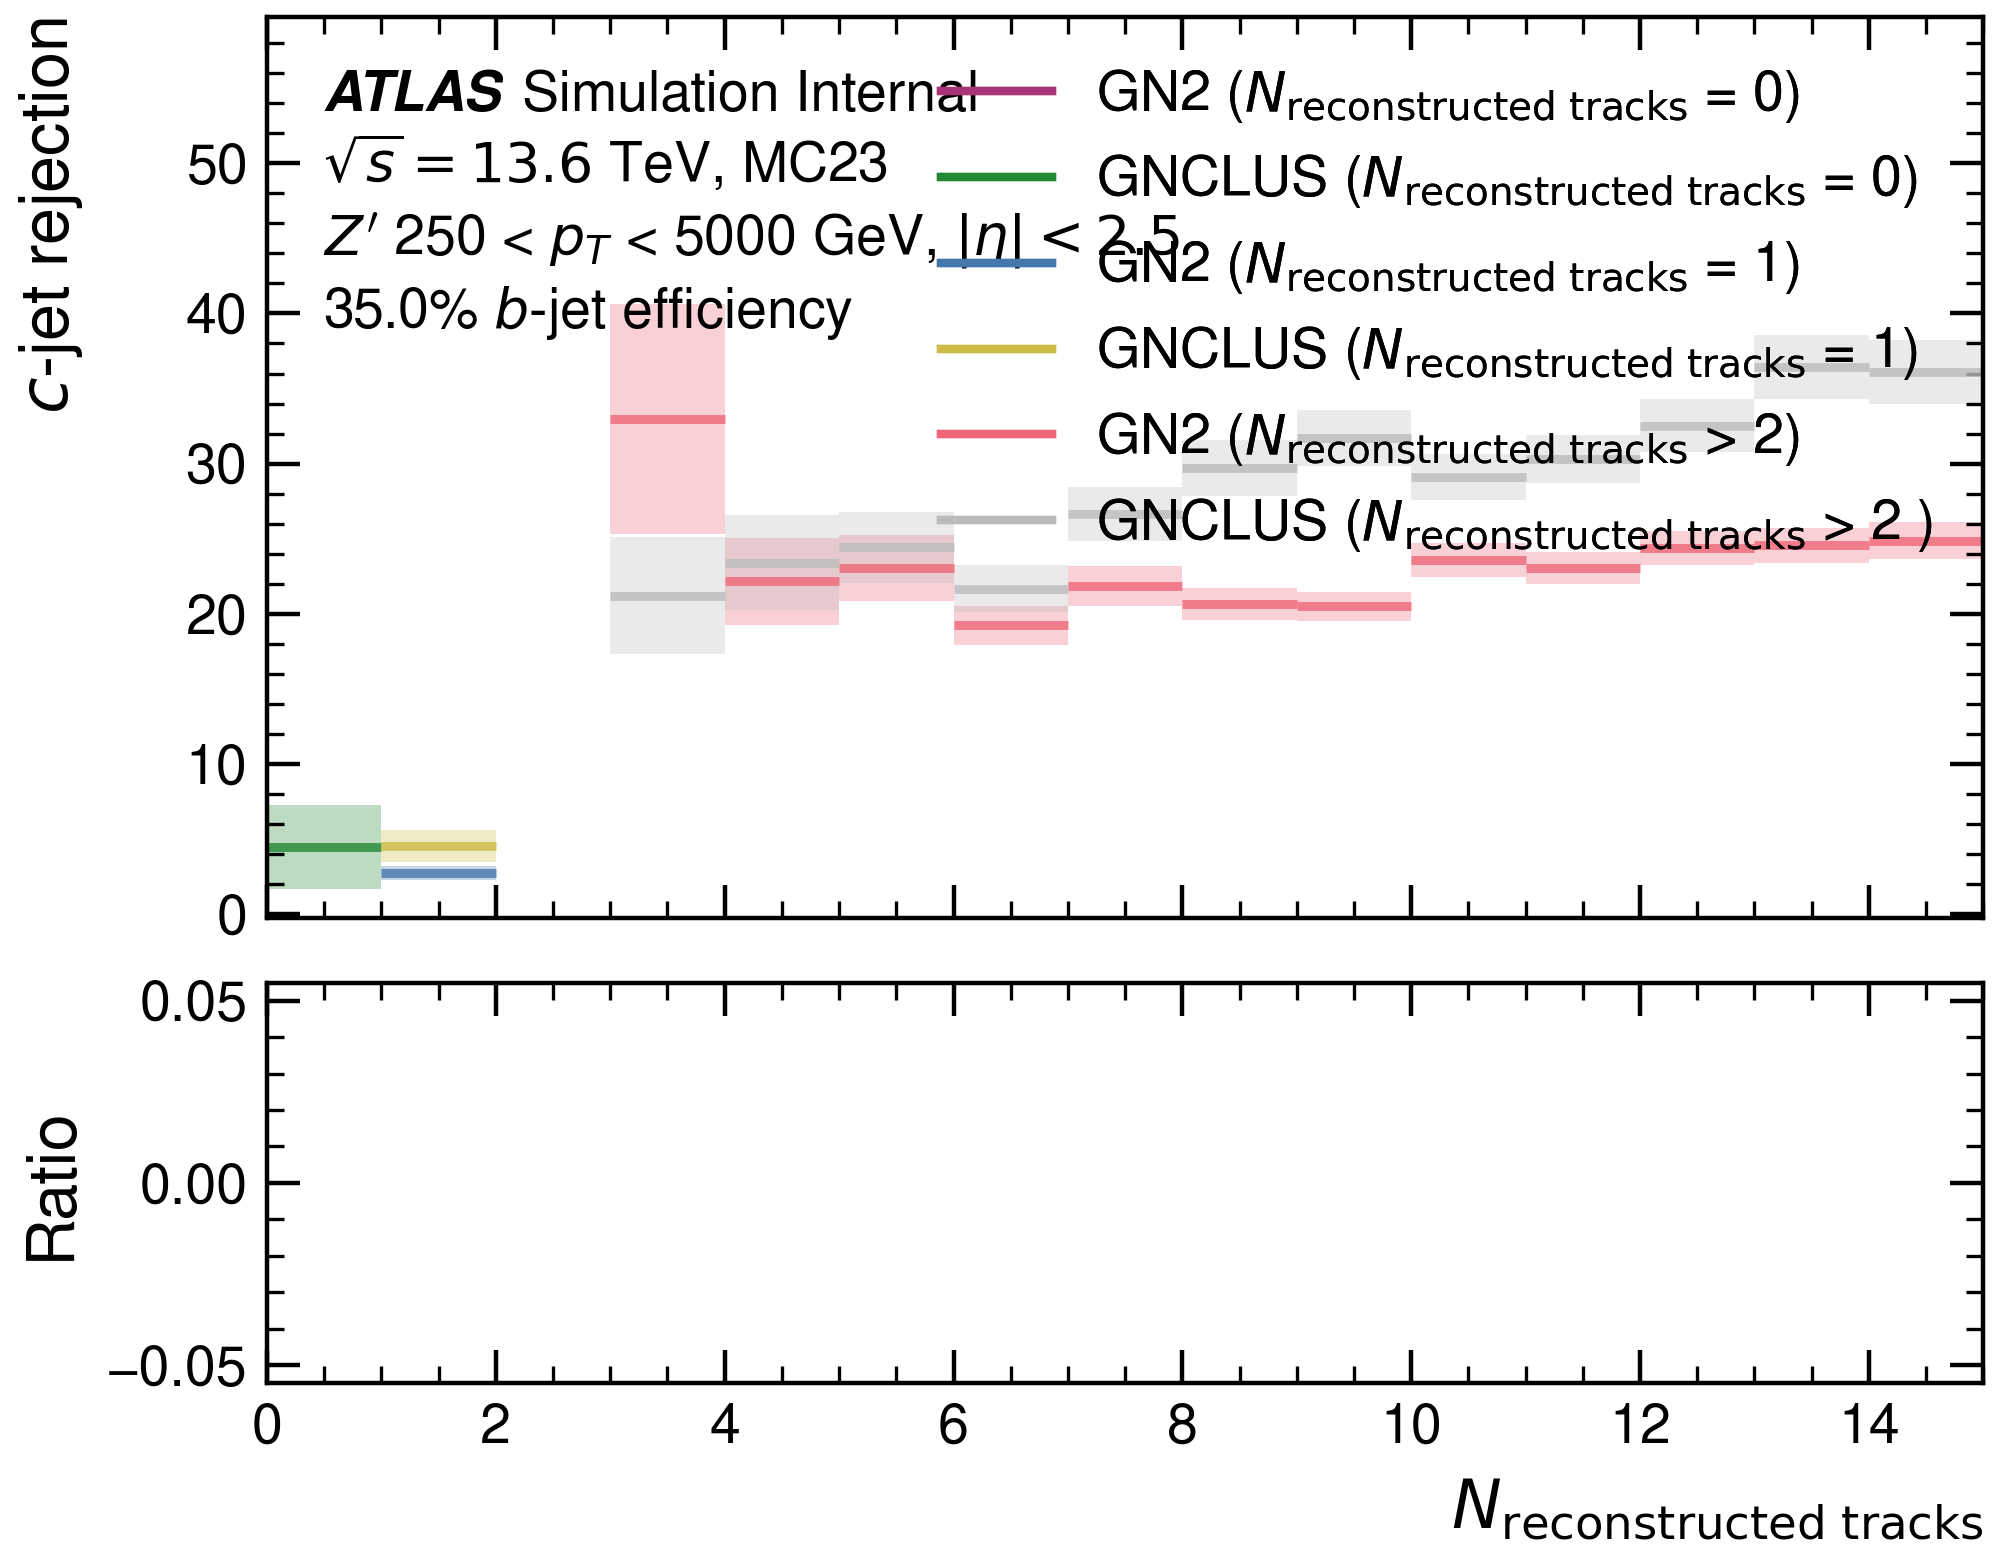 c-jet rejection
ATLAS Simulation Internal
√s = 13.6 TeV, MC23
Z′ 250 < p_T < 5000 GeV, |η| < 2.5
35.0% b-jet efficiency
GN2 (N_reconstructed tracks = 0)
GNCLUS (N_reconstructed tracks = 0)
GN2 (N_reconstructed tracks = 1)
GNCLUS (N_reconstructed tracks = 1)
GN2 (N_reconstructed tracks > 2)
GNCLUS (N_reconstructed tracks > 2 )
50
40
30
20
10
0
Ratio
0.05
0.00
−0.05
0 2 4 6 8 10 12 14
N_reconstructed tracks